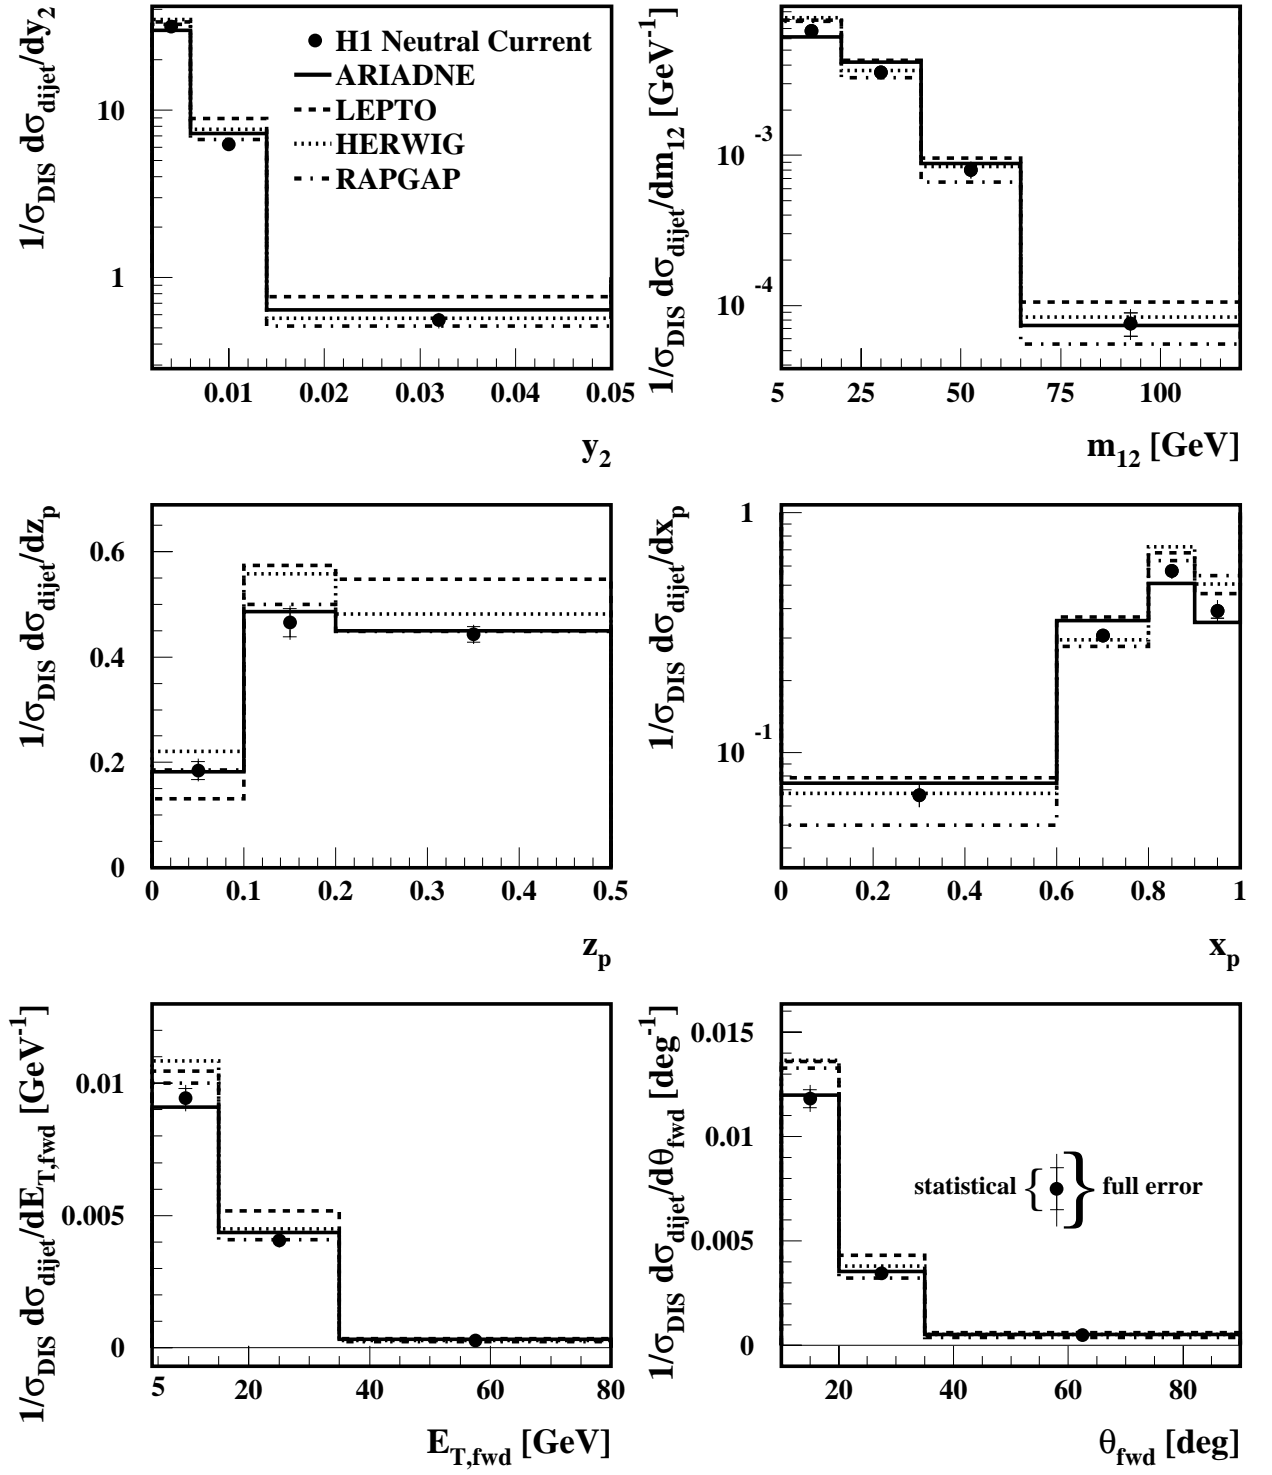 1/σDIS dσdijet/dy2
10
1
H1 Neutral Current
ARIADNE
LEPTO
HERWIG
RAPGAP
0.01 0.02 0.03 0.04 0.05
y2
1/σDIS dσdijet/dm12 [GeV-1]
10 -3
10 -4
5 25 50 75 100
m12 [GeV]
1/σDIS dσdijet/dzp
0.6
0.4
0.2
0
0 0.1 0.2 0.3 0.4 0.5
zp
1/σDIS dσdijet/dxp
1
10 -1
0 0.2 0.4 0.6 0.8 1
xp
1/σDIS dσdijet/dET,fwd [GeV-1]
0.01
0.005
0
5 20 40 60 80
ET,fwd [GeV]
1/σDIS dσdijet/dθfwd [deg-1]
0.015
0.01
0.005
0
statistical { } full error
20 40 60 80
θfwd [deg]